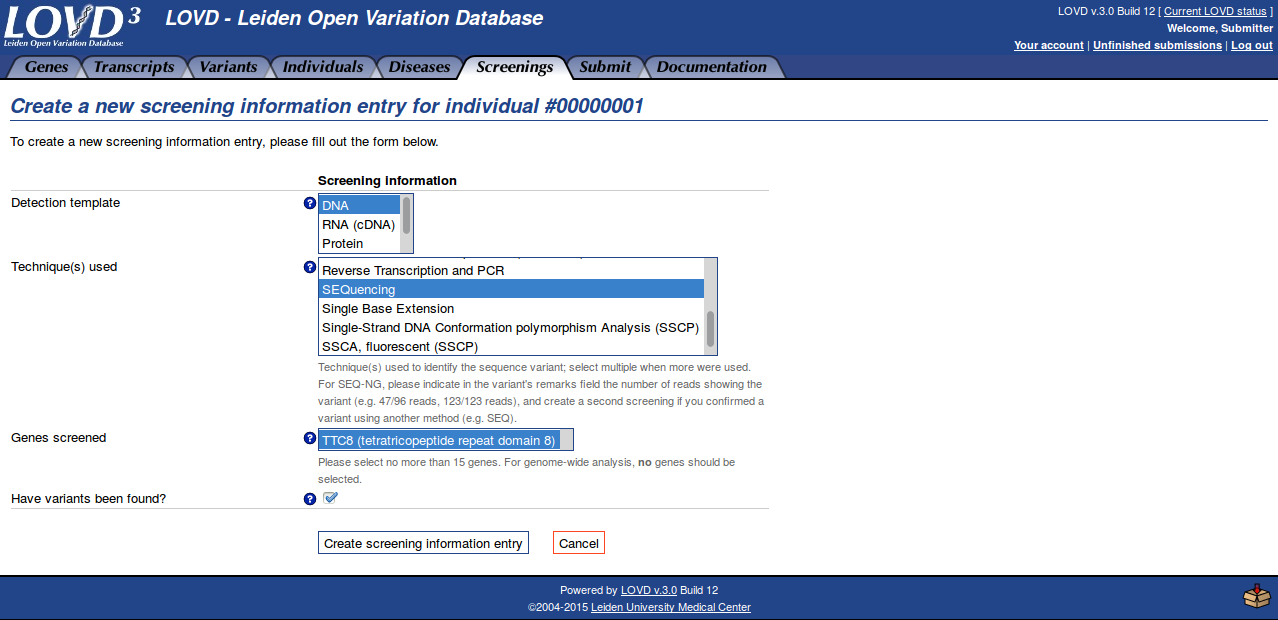 LOVD 3
Leiden Open Variation Database
LOVD - Leiden Open Variation Database
LOVD v.3.0 Build 12 [ Current LOVD status ]
Welcome, Submitter
Your account | Unfinished submissions | Log out
Genes Transcripts Variants Individuals Diseases Screenings Submit Documentation
Create a new screening information entry for individual #00000001
To create a new screening information entry, please fill out the form below.
Screening information
Detection template ? DNA
RNA (cDNA)
Protein
Technique(s) used ?
Reverse Transcription and PCR
SEQuencing
Single Base Extension
Single-Strand DNA Conformation polymorphism Analysis (SSCP)
SSCA, fluorescent (SSCP)
Technique(s) used to identify the sequence variant; select multiple when more were used.
For SEQ-NG, please indicate in the variant's remarks field the number of reads showing the
variant (e.g. 47/96 reads, 123/123 reads), and create a second screening if you confirmed a
variant using another method (e.g. SEQ).
Genes screened ? TTC8 (tetratricopeptide repeat domain 8)
Please select no more than 15 genes. For genome-wide analysis, no genes should be
selected.
Have variants been found? ?
Create screening information entry Cancel
Powered by LOVD v.3.0 Build 12
©2004-2015 Leiden University Medical Center